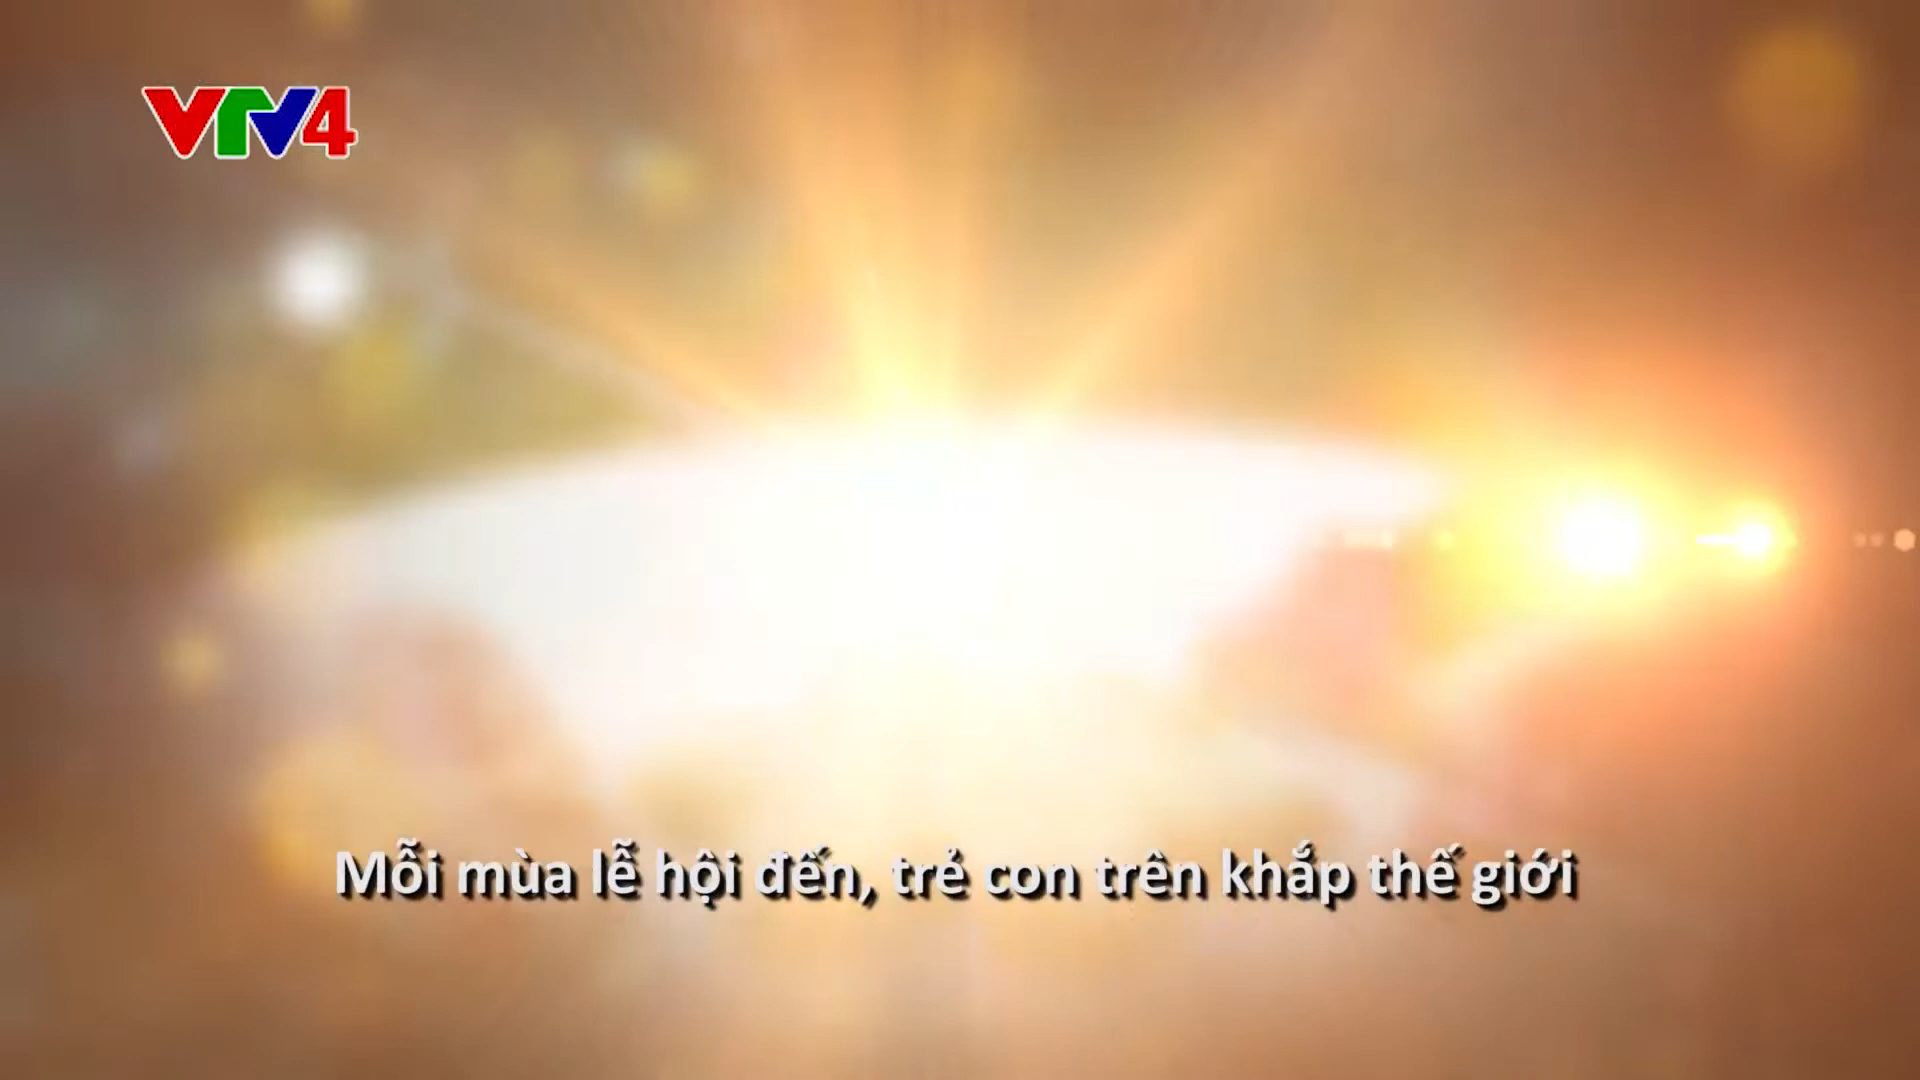 VTV4
Mỗi mùa lễ hội đến, trẻ con trên khắp thế giới